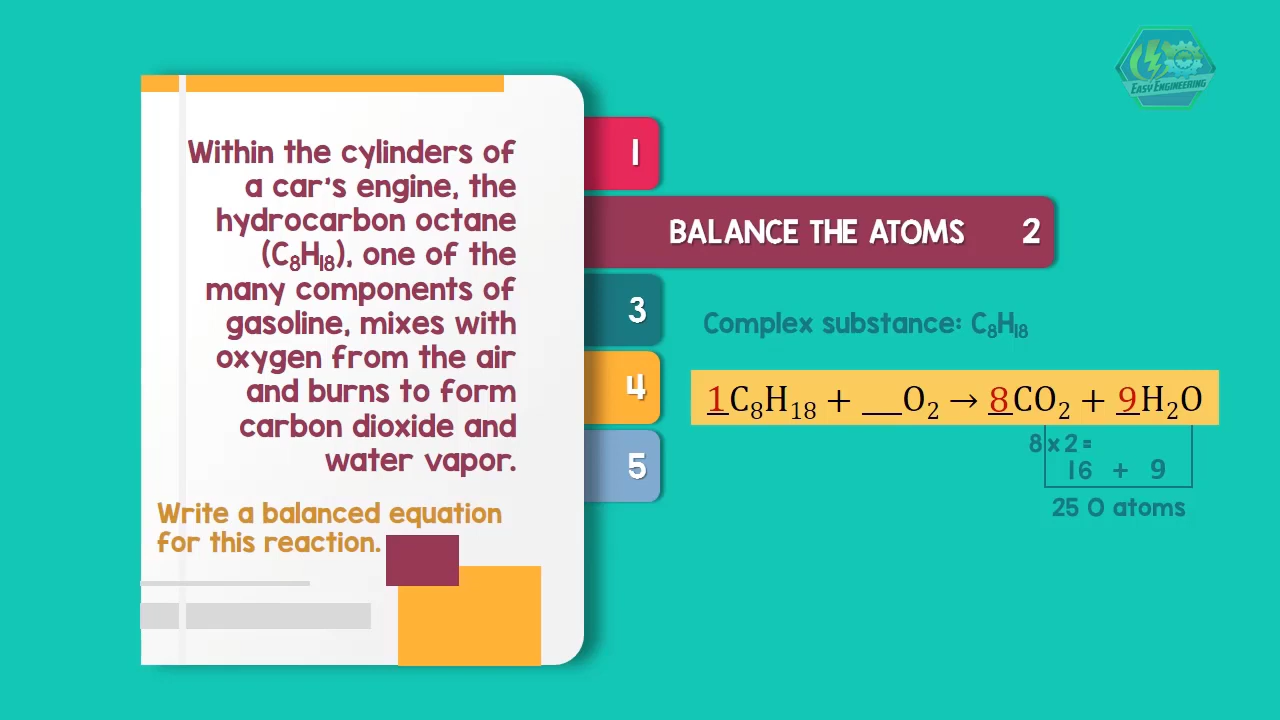 EASY ENGINEERING
Within the cylinders of
a car's engine, the
hydrocarbon octane
(C₈H₁₈), one of the
many components of
gasoline, mixes with
oxygen from the air
and burns to form
carbon dioxide and
water vapor.
Write a balanced equation
for this reaction.
1
BALANCE THE ATOMS 2
3
4
5
Complex substance: C₈H₁₈
1C₈H₁₈ + __O₂ → 8CO₂ + 9H₂O
8 x 2 =
16 + 9
25 O atoms